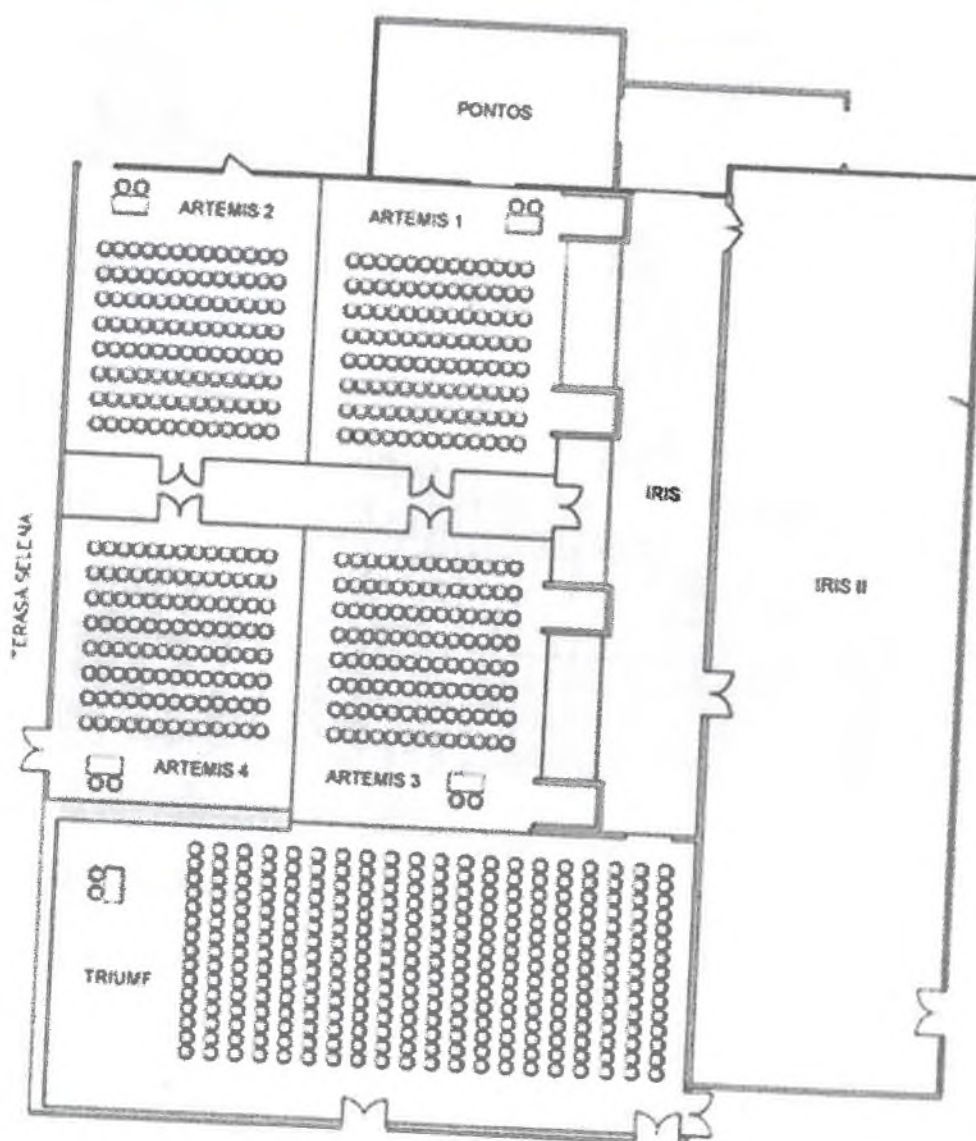 PONTOS
ARTEMIS 2
ARTEMIS 1
IRIS
IRIS II
TERASA SELENA
ARTEMIS 4
ARTEMIS 3
TRIUMF